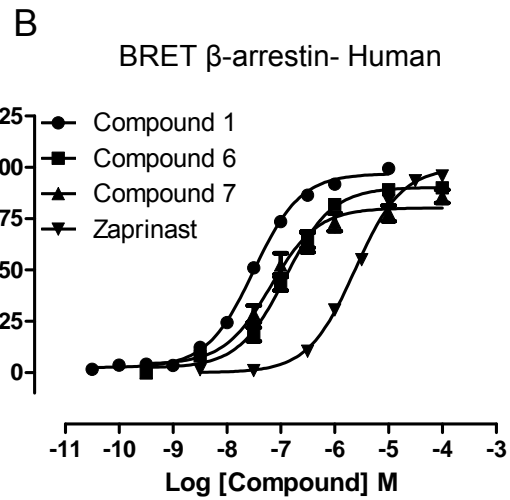 B
BRET β-arrestin- Human
25
00
75
50
25
0
Compound 1
Compound 6
Compound 7
Zaprinast
-11 -10 -9 -8 -7 -6 -5 -4 -3
Log [Compound] M